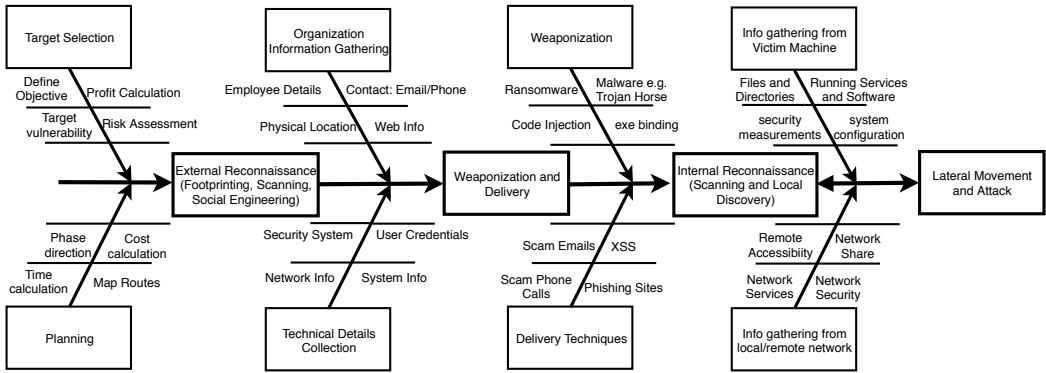 Target Selection
Organization
Information Gathering
Weaponization
Info gathering from
Victim Machine
Define
Objective
Profit Calculation
Target
vulnerability
Risk Assessment
Employee Details
Contact: Email/Phone
Physical Location
Web Info
Ransomware
Malware e.g.
Trojan Horse
Code Injection
exe binding
Files and
Directories
Running Services
and Software
security
measurements
system
configuration
External Reconnaissance
(Footprinting, Scanning,
Social Engineering)
Weaponization and
Delivery
Internal Reconnaissance
(Scanning and Local
Discovery)
Lateral Movement
and Attack
Phase
direction
Cost
calculation
Time
calculation
Map Routes
Security System
User Credentials
Network Info
System Info
Scam Emails
XSS
Scam Phone
Calls
Phishing Sites
Remote
Accessibiity
Network
Share
Network
Services
Network
Security
Planning
Technical Details
Collection
Delivery Techniques
Info gathering from
local/remote network